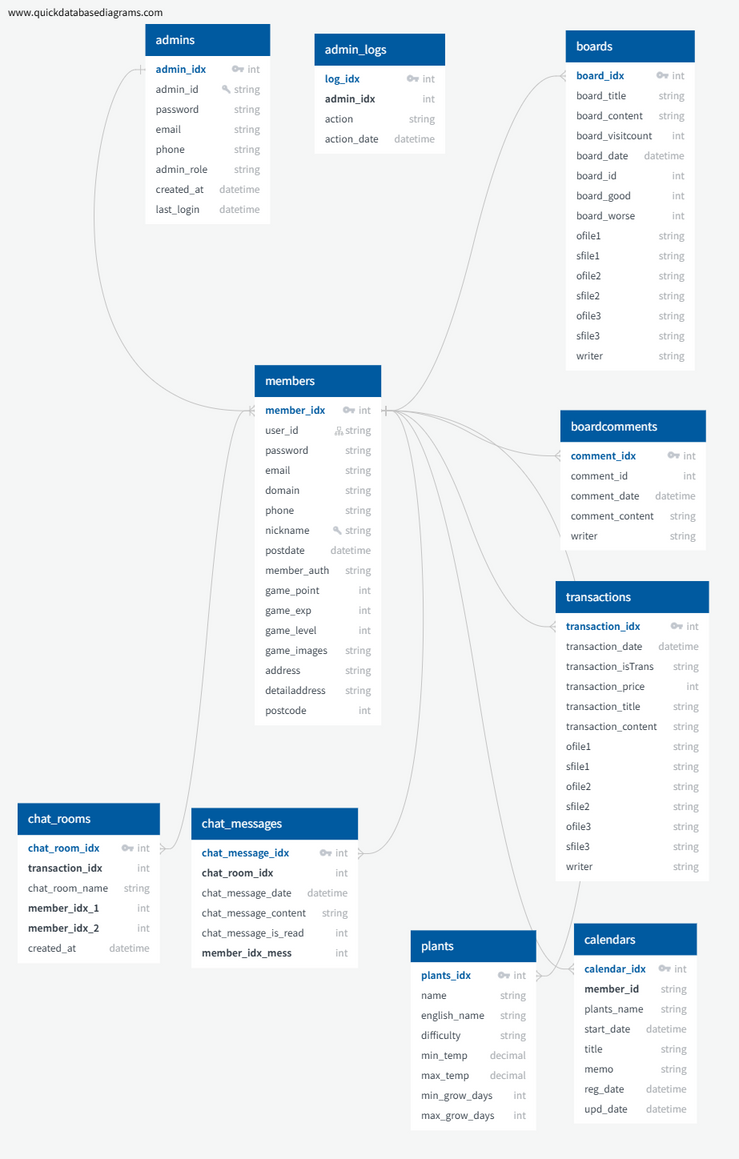 www.quickdatabasediagrams.com
admins
admin_idx int
admin_id string
password string
email string
phone string
admin_role string
created_at datetime
last_login datetime
admin_logs
log_idx int
admin_idx int
action string
action_date datetime
boards
board_idx int
board_title string
board_content string
board_visitcount int
board_date datetime
board_id int
board_good int
board_worse int
ofile1 string
sfile1 string
ofile2 string
sfile2 string
ofile3 string
sfile3 string
writer string
members
member_idx int
user_id string
password string
email string
domain string
phone string
nickname string
postdate datetime
member_auth string
game_point int
game_exp int
game_level int
game_images string
address string
detailaddress string
postcode int
boardcomments
comment_idx int
comment_id int
comment_date datetime
comment_content string
writer string
transactions
transaction_idx int
transaction_date datetime
transaction_isTrans string
transaction_price int
transaction_title string
transaction_content string
ofile1 string
sfile1 string
ofile2 string
sfile2 string
ofile3 string
sfile3 string
writer string
chat_rooms
chat_room_idx int
transaction_idx int
chat_room_name string
member_idx_1 int
member_idx_2 int
created_at datetime
chat_messages
chat_message_idx int
chat_room_idx int
chat_message_date datetime
chat_message_content string
chat_message_is_read int
member_idx_mess int
plants
plants_idx int
name string
english_name string
difficulty string
min_temp decimal
max_temp decimal
min_grow_days int
max_grow_days int
calendars
calendar_idx int
member_id string
plants_name string
start_date datetime
title string
memo string
reg_date datetime
upd_date datetime